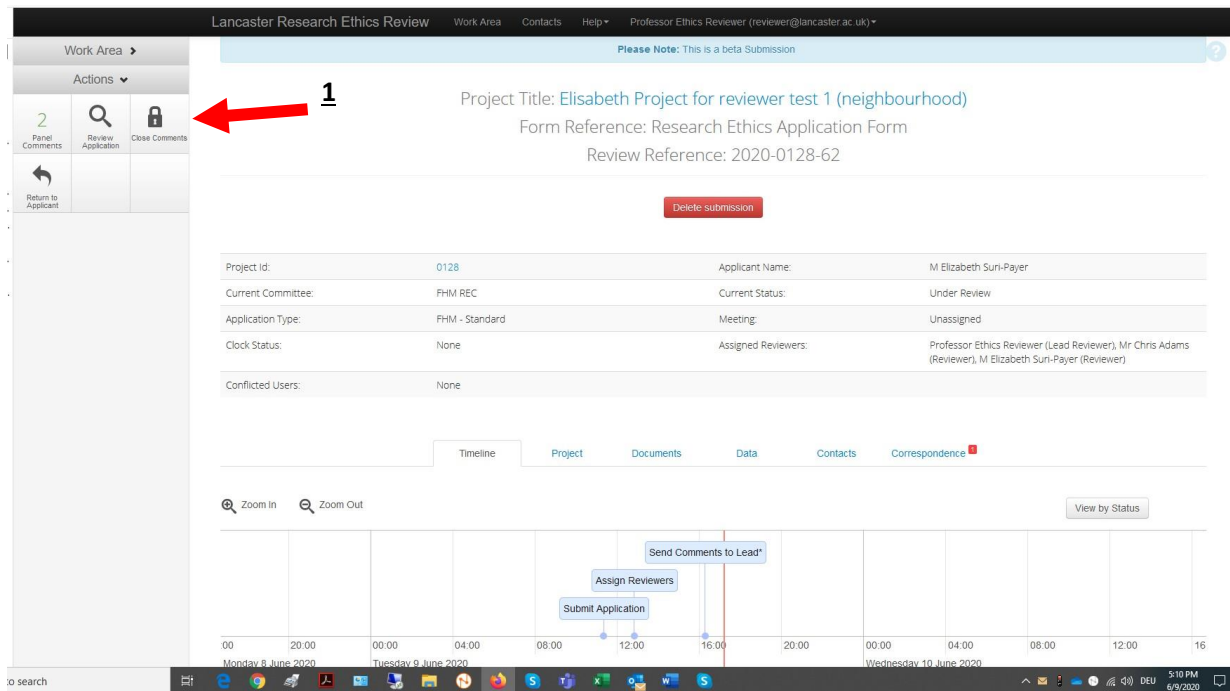 Lancaster Research Ethics Review Work Area Contacts Help Professor Ethics Reviewer (reviewer@lancaster.ac.uk)
Work Area
Please Note: This is a beta Submission
Actions
1
2
Panel Comments
Review Application
Close Comments
Return to Applicant
Project Title: Elisabeth Project for reviewer test 1 (neighbourhood)
Form Reference: Research Ethics Application Form
Review Reference: 2020-0128-62
Delete submission
Project Id: 0128 Applicant Name: M Elizabeth Suri-Payer
Current Committee: FHM REC Current Status: Under Review
Application Type: FHM - Standard Meeting: Unassigned
Clock Status: None Assigned Reviewers: Professor Ethics Reviewer (Lead Reviewer), Mr Chris Adams
(Reviewer), M Elizabeth Suri-Payer (Reviewer)
Conflicted Users: None
Timeline Project Documents Data Contacts Correspondence 1
Zoom In Zoom Out View by Status
Send Comments to Lead*
Assign Reviewers
Submit Application
:00 20:00 00:00 04:00 08:00 12:00 16:00 20:00 00:00 04:00 08:00 12:00 16
Monday 8 June 2020 Tuesday 9 June 2020 Wednesday 10 June 2020
to search DEU 5:10 PM
6/9/2020